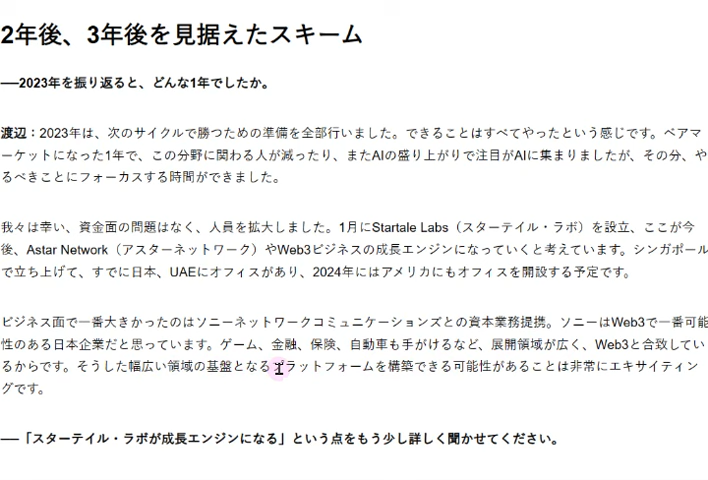 2年後、3年後を見据えたスキーム
──2023年を振り返ると、どんな1年でしたか。
渡辺：2023年は、次のサイクルで勝つための準備を全部行いました。できることはすべてやったという感じです。ベアマ
ーケットになった1年で、この分野に関わる人が減ったり、またAIの盛り上がりで注目がAIに集まりましたが、その分、や
るべきことにフォーカスする時間ができました。
我々は幸い、資金面の問題はなく、人員を拡大しました。1月にStartale Labs（スターテイル・ラボ）を設立、ここが今
後、Astar Network（アスターネットワーク）やWeb3ビジネスの成長エンジンになっていくと考えています。シンガポール
で立ち上げて、すでに日本、UAEにオフィスがあり、2024年にはアメリカにもオフィスを開設する予定です。
ビジネス面で一番大きかったのはソニーネットワークコミュニケーションズとの資本業務提携。ソニーはWeb3で一番可能
性のある日本企業だと思っています。ゲーム、金融、保険、自動車も手がけるなど、展開領域が広く、Web3と合致してい
るからです。そうした幅広い領域の基盤となるプラットフォームを構築できる可能性があることは非常にエキサイティン
グです。
──「スターテイル・ラボが成長エンジンになる」という点をもう少し詳しく聞かせてください。